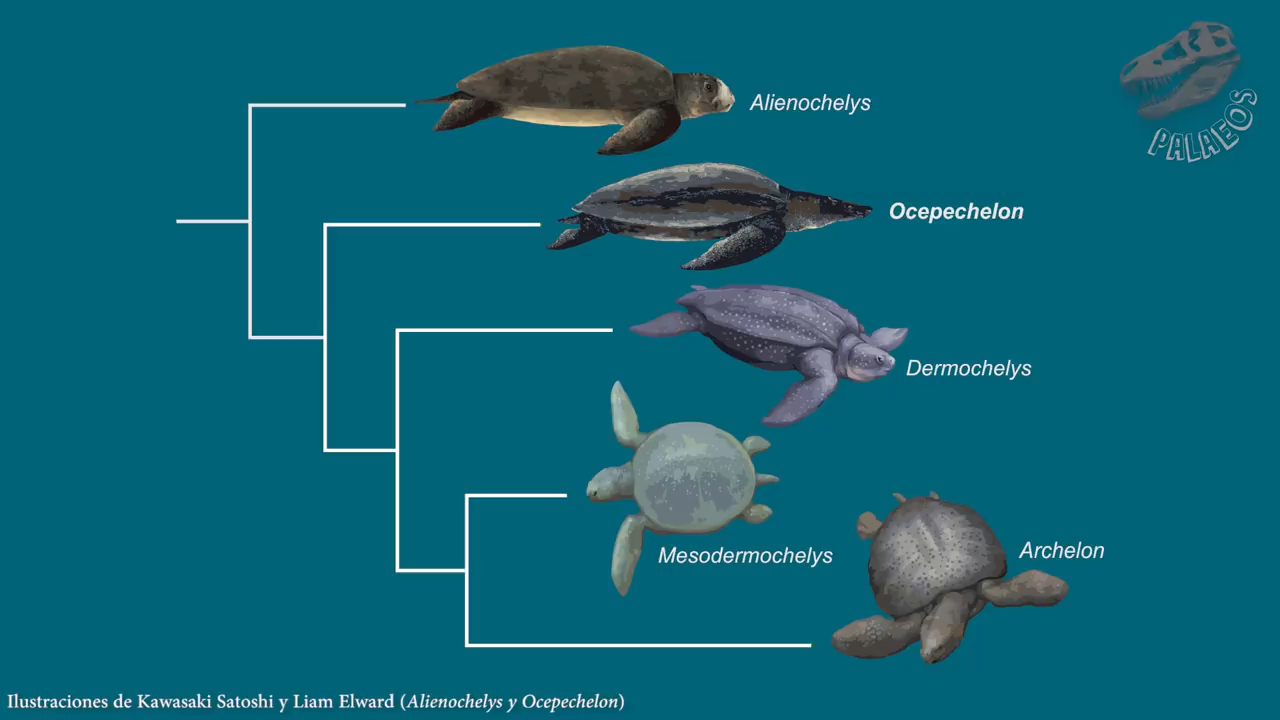 PALAEOS
Alienochelys
Ocepechelon
Dermochelys
Mesodermochelys
Archelon
Ilustraciones de Kawasaki Satoshi y Liam Elward (Alienochelys y Ocepechelon)